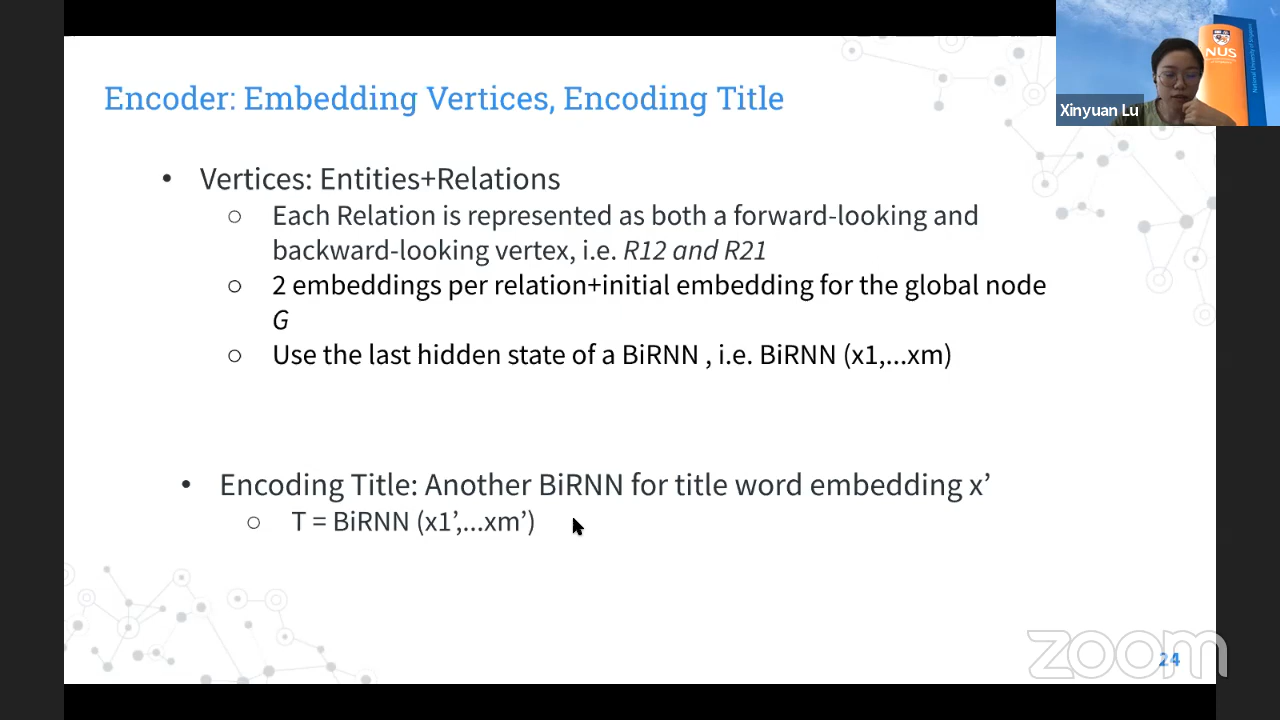 Encoder: Embedding Vertices, Encoding Title
NUS
Xinyuan Lu
• Vertices: Entities+Relations
○ Each Relation is represented as both a forward-looking and
backward-looking vertex, i.e. R12 and R21
○ 2 embeddings per relation+initial embedding for the global node
G
○ Use the last hidden state of a BiRNN , i.e. BiRNN (x1,...xm)
• Encoding Title: Another BiRNN for title word embedding x’
○ T = BiRNN (x1’,...xm’)
zoom
24